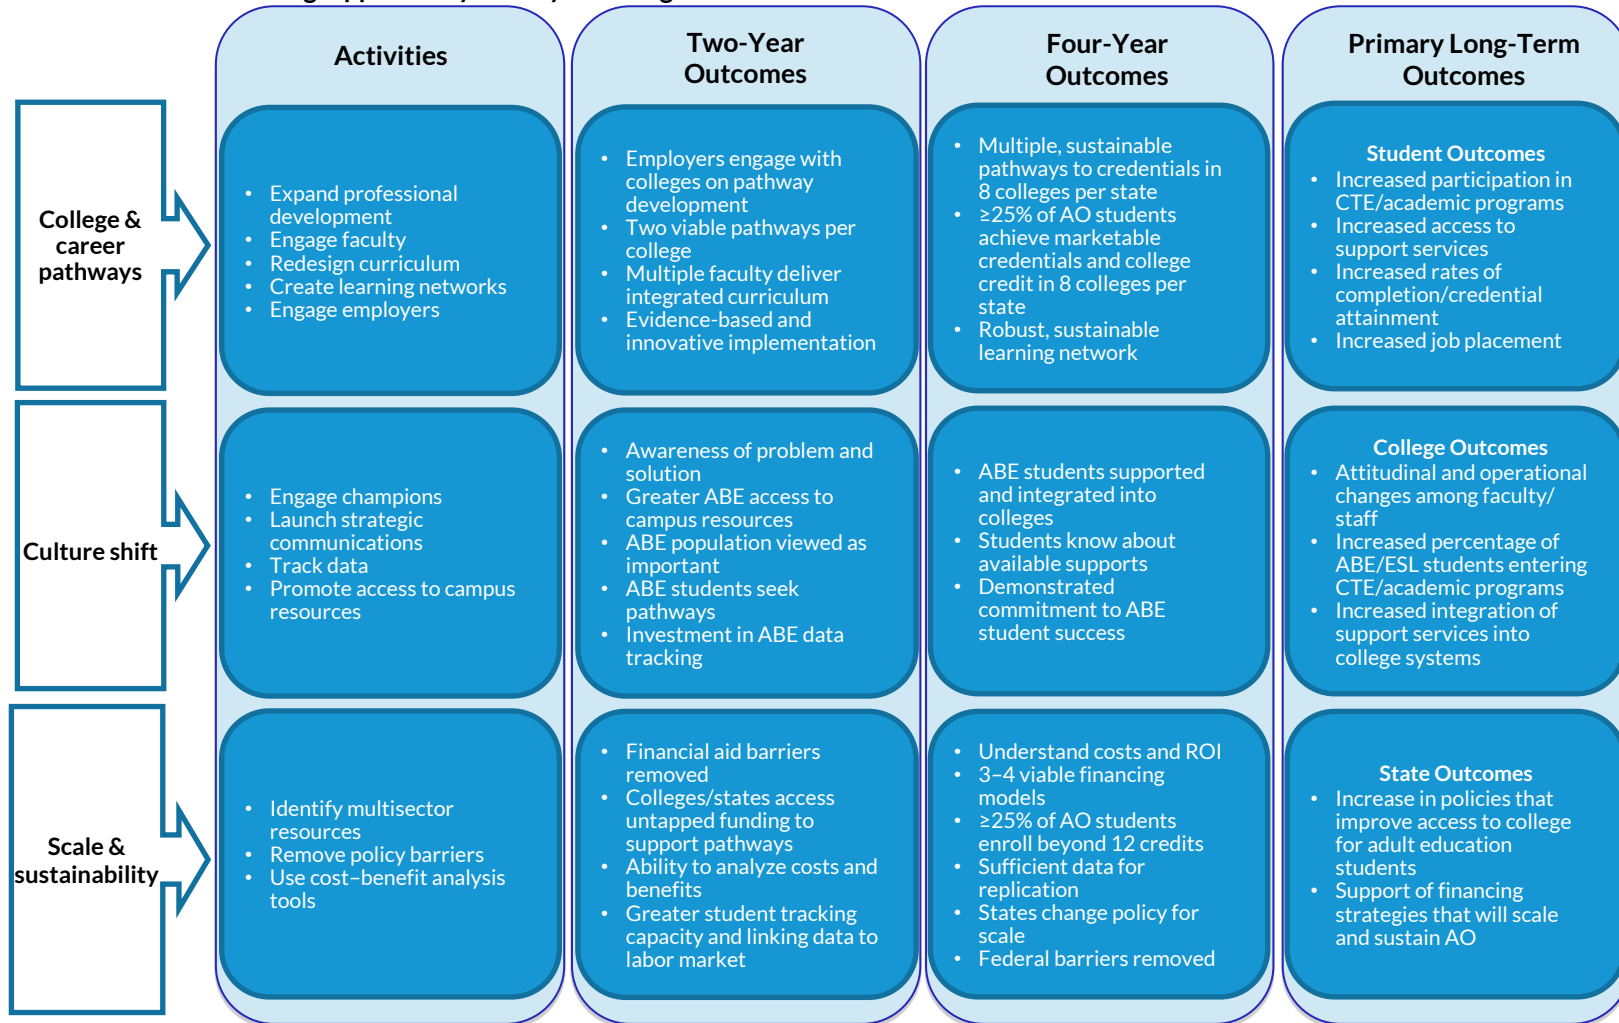 Activities
Two-Year
Outcomes
Four-Year
Outcomes
Primary Long-Term
Outcomes
College &
career
pathways
• Expand professional
development
• Engage faculty
• Redesign curriculum
• Create learning networks
• Engage employers
• Employers engage with
colleges on pathway
development
• Two viable pathways per
college
• Multiple faculty deliver
integrated curriculum
• Evidence-based and
innovative implementation
• Multiple, sustainable
pathways to credentials in
8 colleges per state
• ≥25% of AO students
achieve marketable
credentials and college
credit in 8 colleges per
state
• Robust, sustainable
learning network
Student Outcomes
• Increased participation in
CTE/academic programs
• Increased access to
support services
• Increased rates of
completion/credential
attainment
• Increased job placement
Culture shift
• Engage champions
• Launch strategic
communications
• Track data
• Promote access to campus
resources
• Awareness of problem and
solution
• Greater ABE access to
campus resources
• ABE population viewed as
important
• ABE students seek
pathways
• Investment in ABE data
tracking
• ABE students supported
and integrated into
colleges
• Students know about
available supports
• Demonstrated
commitment to ABE
student success
College Outcomes
• Attitudinal and operational
changes among faculty/
staff
• Increased percentage of
ABE/ESL students entering
CTE/academic programs
• Increased integration of
support services into
college systems
Scale &
sustainability
• Identify multisector
resources
• Remove policy barriers
• Use cost–benefit analysis
tools
• Financial aid barriers
removed
• Colleges/states access
untapped funding to
support pathways
• Ability to analyze costs and
benefits
• Greater student tracking
capacity and linking data to
labor market
• Understand costs and ROI
• 3–4 viable financing
models
• ≥25% of AO students
enroll beyond 12 credits
• Sufficient data for
replication
• States change policy for
scale
• Federal barriers removed
State Outcomes
• Increase in policies that
improve access to college
for adult education
students
• Support of financing
strategies that will scale
and sustain AO